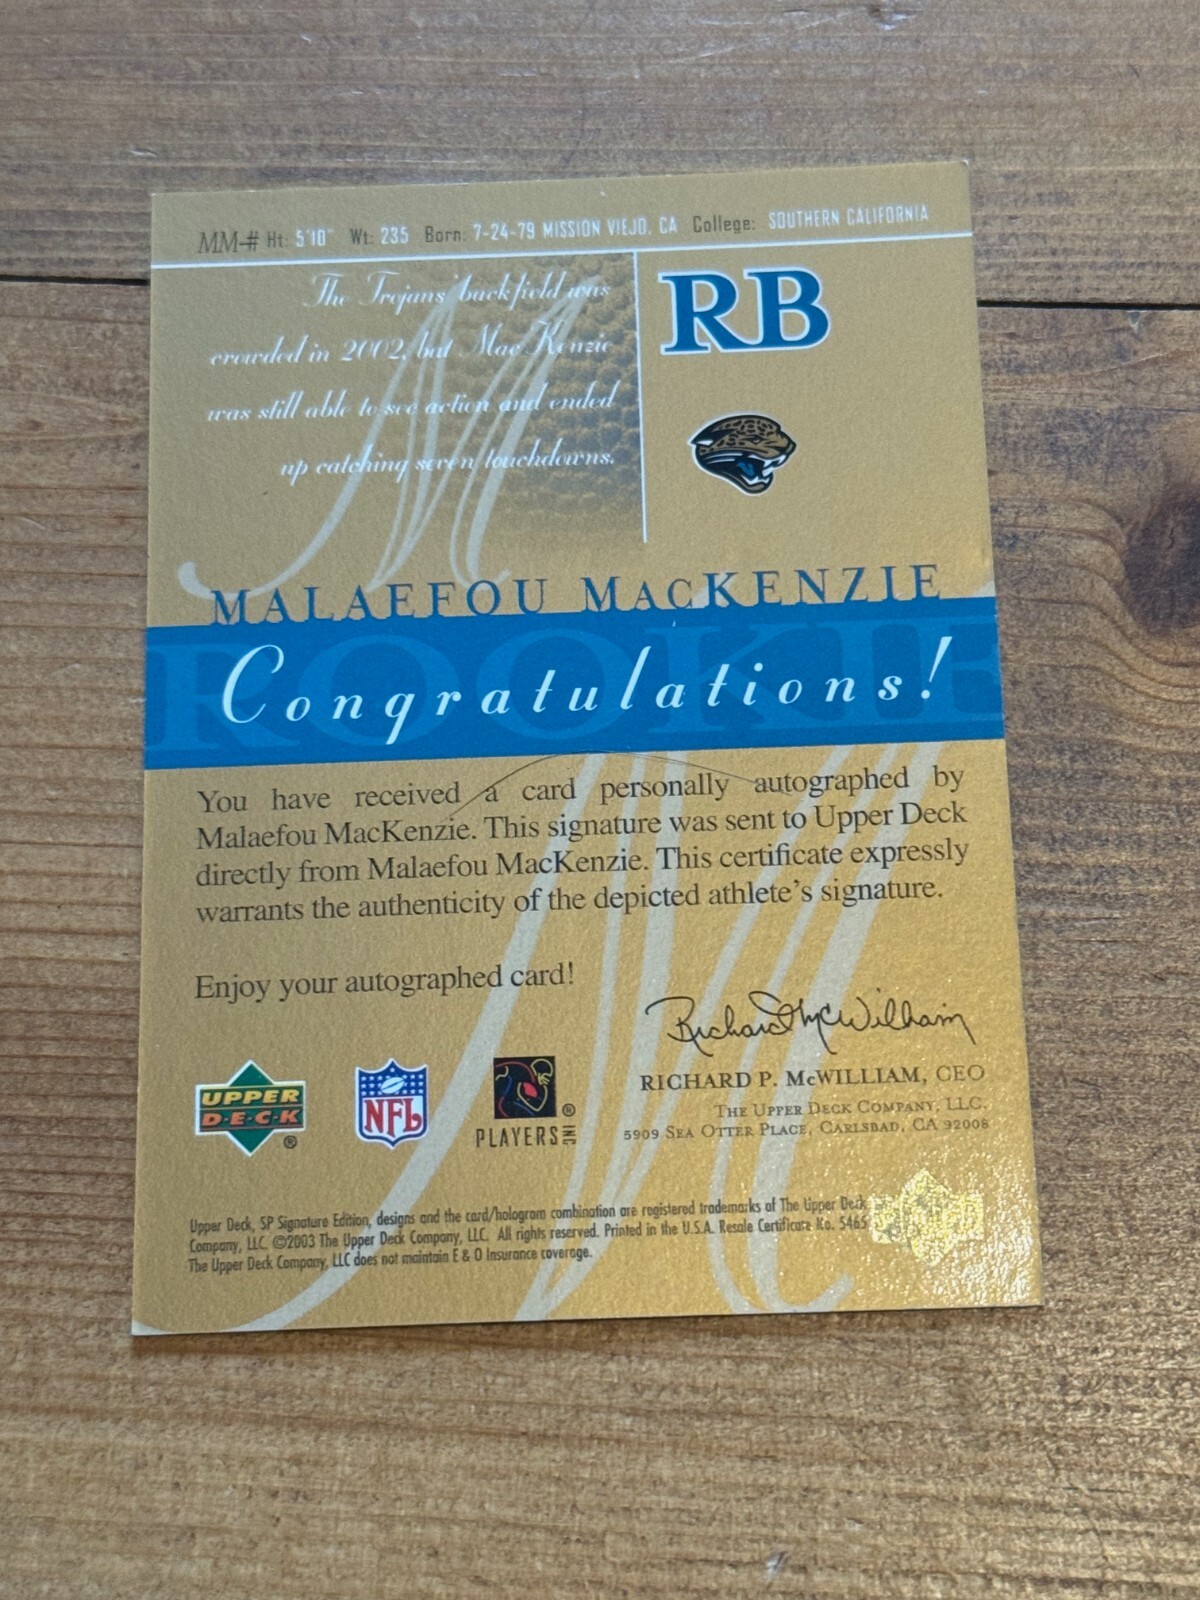 MM-# Ht: 5'10" Wt: 235 Born: 7-24-79 MISSION VIEJO, CA College: SOUTHERN CALIFORNIA
The Trojans' backfield was
crowded in 2002, but MacKenzie
was still able to see action and ended
up catching seven touchdowns.
RB
MALAEFOU MACKENZIE
ROOKIE
Congratulations!
You have received a card personally autographed by
Malaefou MacKenzie. This signature was sent to Upper Deck
directly from Malaefou MacKenzie. This certificate expressly
warrants the authenticity of the depicted athlete's signature.
Enjoy your autographed card!
Richard McWilliam
RICHARD P. McWILLIAM, CEO
THE UPPER DECK COMPANY, LLC.
5909 SEA OTTER PLACE, CARLSBAD, CA 92008
UPPER
D·E·C·K
®
NFL
PLAYERS INC
®
Upper Deck, SP Signature Edition, designs and the card/hologram combination are registered trademarks of The Upper Deck
Company, LLC. ©2003 The Upper Deck Company, LLC. All rights reserved. Printed in the U.S.A. Resale Certificate No. 5465
The Upper Deck Company, LLC does not maintain E & O Insurance coverage.